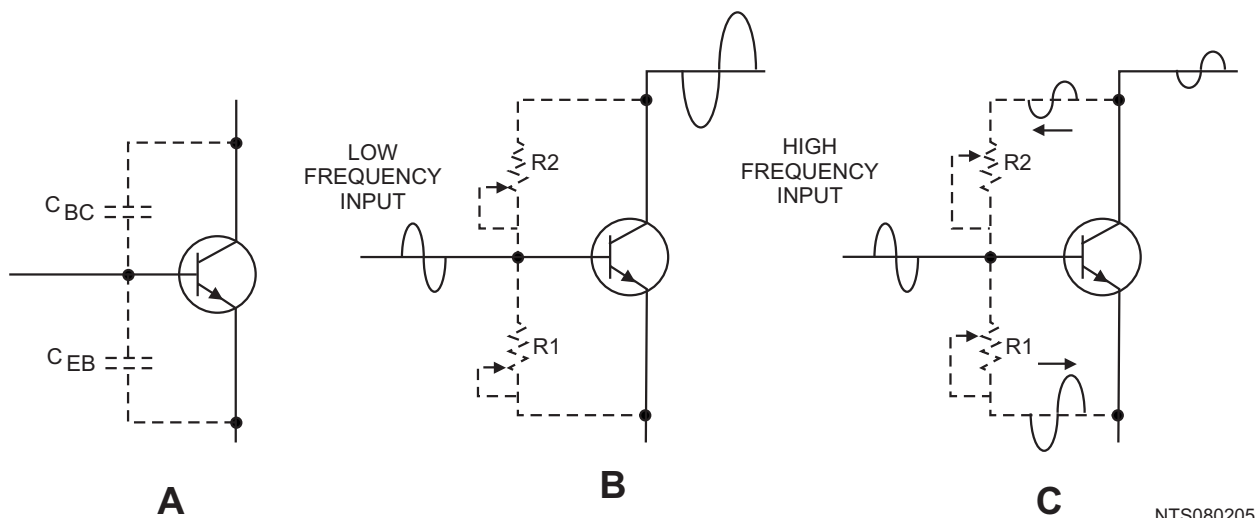 C BC
C EB
A
LOW
FREQUENCY
INPUT
R2
R1
B
HIGH
FREQUENCY
INPUT
R2
R1
C
NTS080205